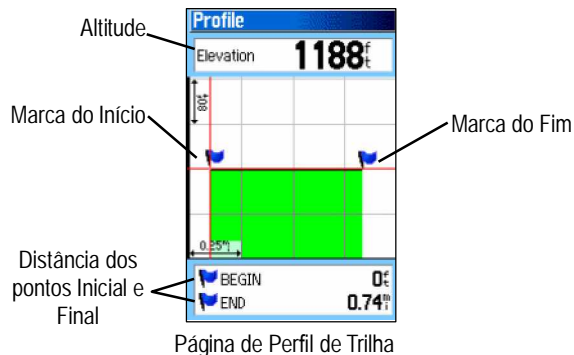 Profile
Altitude
Elevation 1188ft
80ft
Marca do Início
Marca do Fim
0.25mi
Distância dos
pontos Inicial e
Final
BEGIN 0ft
END 0.74mi
Página de Perfil de Trilha